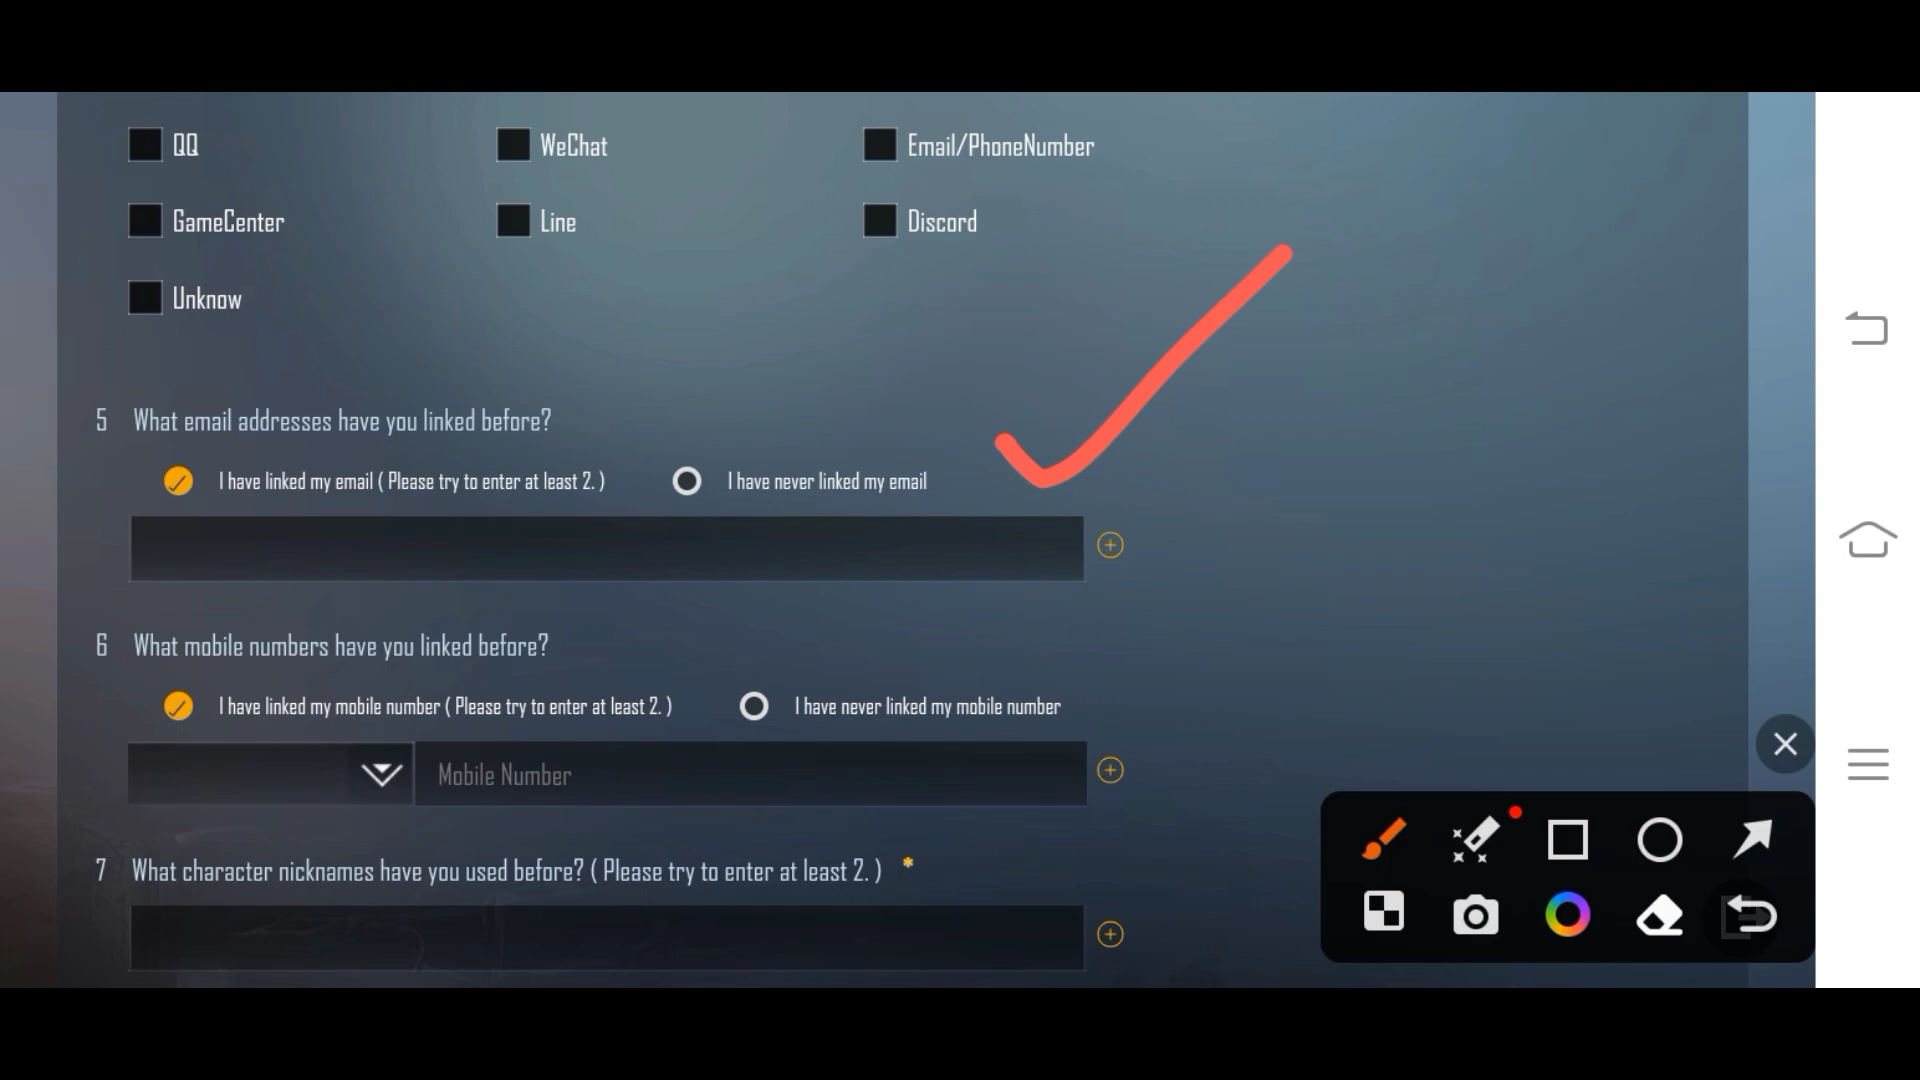 QQ WeChat Email/PhoneNumber
GameCenter Line Discord
Unknow
5 What email addresses have you linked before?
I have linked my email ( Please try to enter at least 2. ) I have never linked my email
6 What mobile numbers have you linked before?
I have linked my mobile number ( Please try to enter at least 2. ) I have never linked my mobile number
Mobile Number
7 What character nicknames have you used before? ( Please try to enter at least 2. ) *